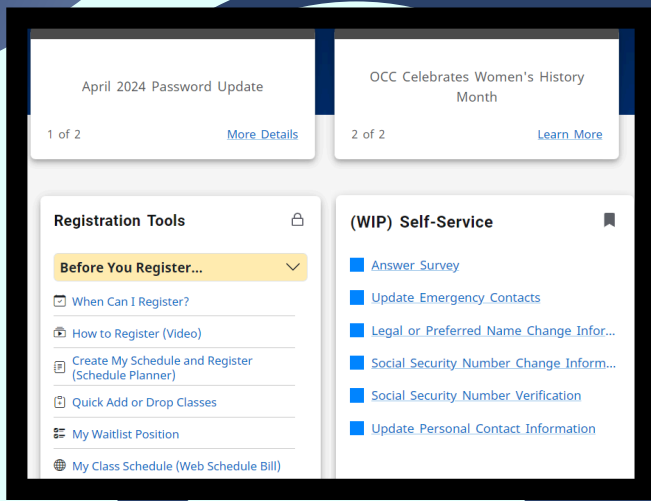 April 2024 Password Update
1 of 2
More Details
OCC Celebrates Women's History
Month
2 of 2
Learn More
Registration Tools
Before You Register...
When Can I Register?
How to Register (Video)
Create My Schedule and Register
(Schedule Planner)
Quick Add or Drop Classes
My Waitlist Position
My Class Schedule (Web Schedule Bill)
(WIP) Self-Service
Answer Survey
Update Emergency Contacts
Legal or Preferred Name Change Infor...
Social Security Number Change Inform...
Social Security Number Verification
Update Personal Contact Information